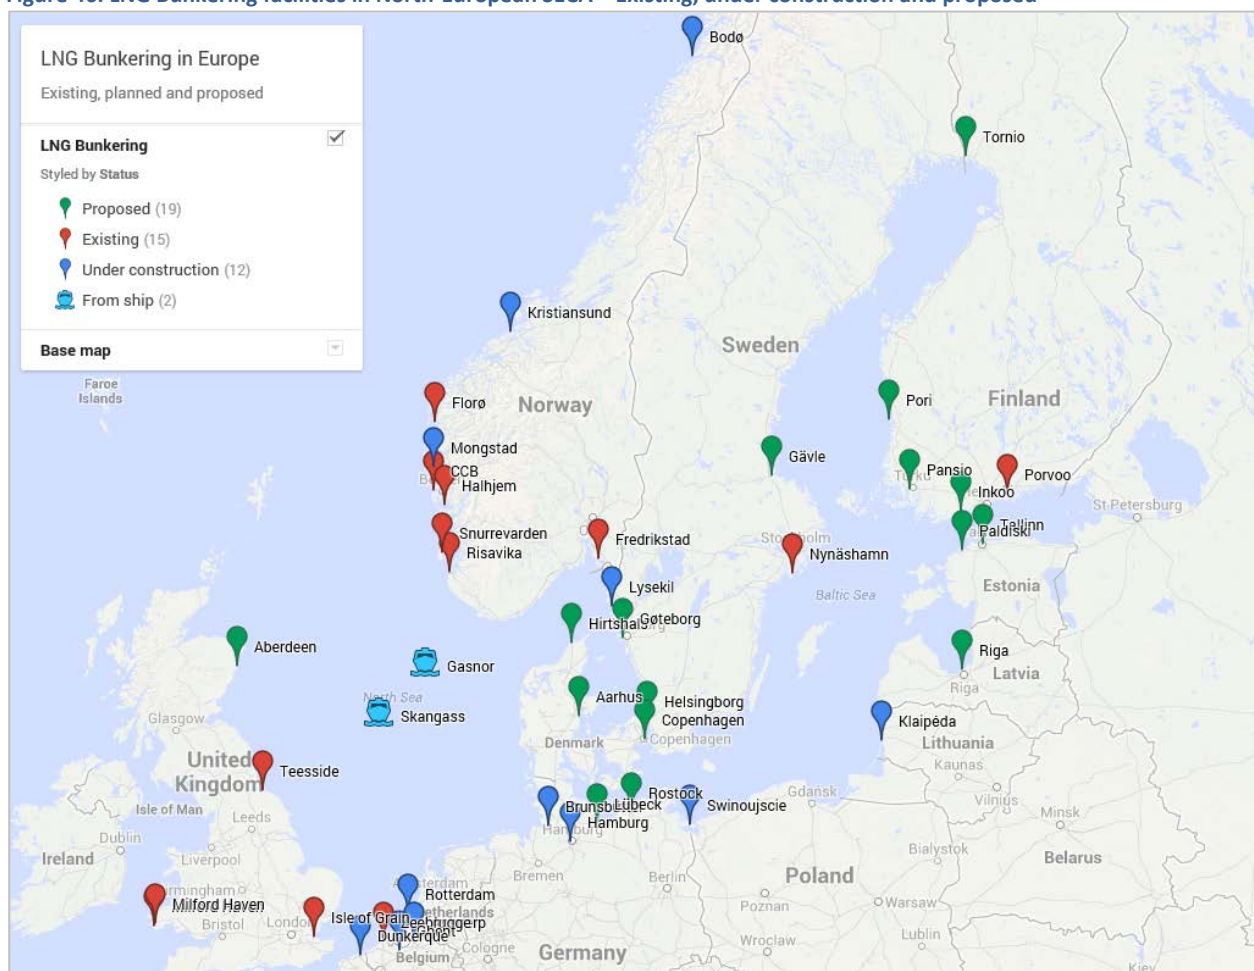 LNG Bunkering in Europe
Existing, planned and proposed
LNG Bunkering
Styled by Status
Proposed (19)
Existing (15)
Under construction (12)
From ship (2)
Base map
Bodø
Tornio
Kristiansund
Sweden
Faroe
Islands
Florø
Norway
Pori
Finland
Mongstad
Gävle
CCB
Halhjem
Pansio
Porvoo
Inkoo
St Petersburg
Snurrevarden
Risavika
Fredrikstad
Nynäshamn
Tallinn
Paldiski
Lysekil
Baltic Sea
Estonia
Hirtshals
Gøteborg
Aberdeen
Gasnor
Riga
Latvia
Riga
North Sea
Skangass
Aarhus
Helsingborg
Copenhagen
Copenhagen
Glasgow
Denmark
Klaipėda
Lithuania
Kaunas
United
Kingdom
Teesside
Isle of Man
Leeds
Rostock
Lübeck
Hamburg
Hamburg
Swinoujscie
Gdansk
Vilnius
Minsk
Dublin
Ireland
Liverpool
Bialystok
Belarus
Bremen
Berlin
Poland
Poznan
Warsaw
Milford Haven
Isle of Grain
London
Bristol
Rotterdam
Dunkerque
Belgium
Cologne
Germany
Wroclaw
Lublin